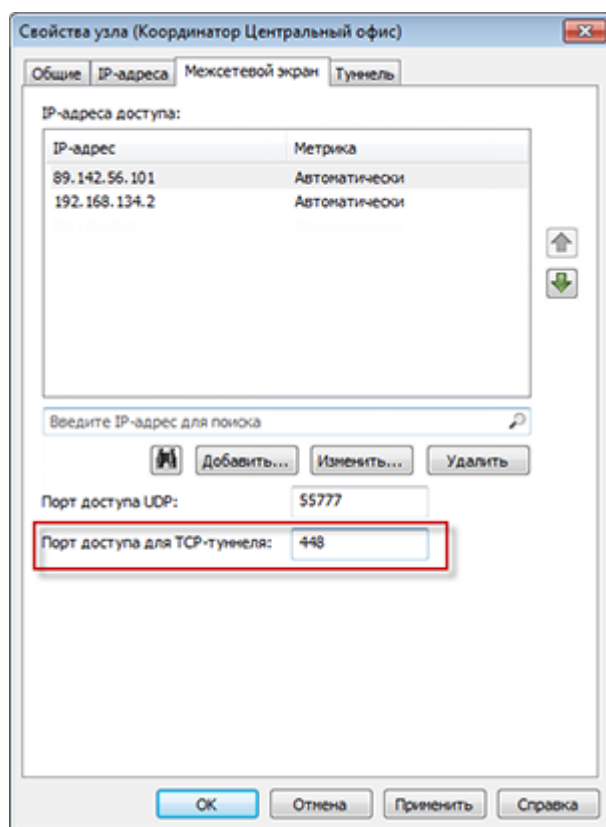 Свойства узла (Координатор Центральный офис)
Общие IP-адреса Межсетевой экран Туннель
IP-адреса доступа:
IP-адрес Метрика
89.142.56.101 Автоматически
192.168.134.2 Автоматически
Введите IP-адрес для поиска
Добавить... Изменить... Удалить
Порт доступа UDP: 55777
Порт доступа для TCP-туннеля: 448
OK Отмена Применить Справка